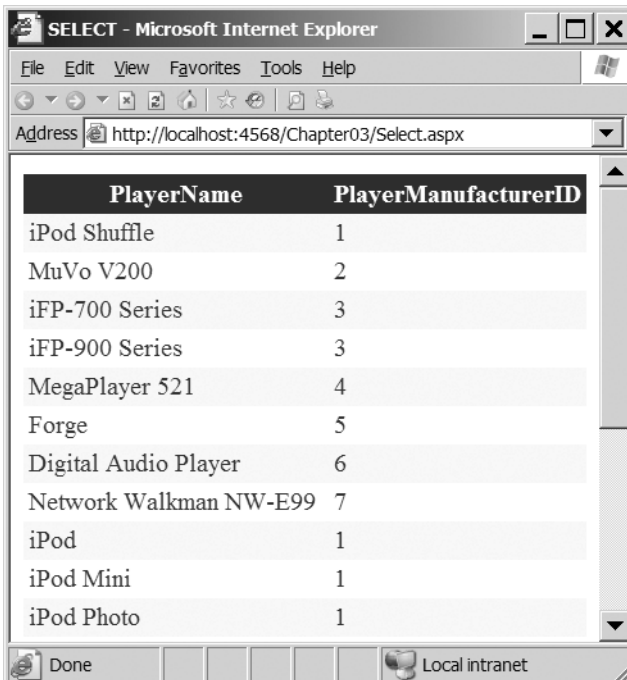 SELECT - Microsoft Internet Explorer
File Edit View Favorites Tools Help
Address http://localhost:4568/Chapter03/Select.aspx
PlayerName PlayerManufacturerID
iPod Shuffle 1
MuVo V200 2
iFP-700 Series 3
iFP-900 Series 3
MegaPlayer 521 4
Forge 5
Digital Audio Player 6
Network Walkman NW-E99 7
iPod 1
iPod Mini 1
iPod Photo 1
Done Local intranet